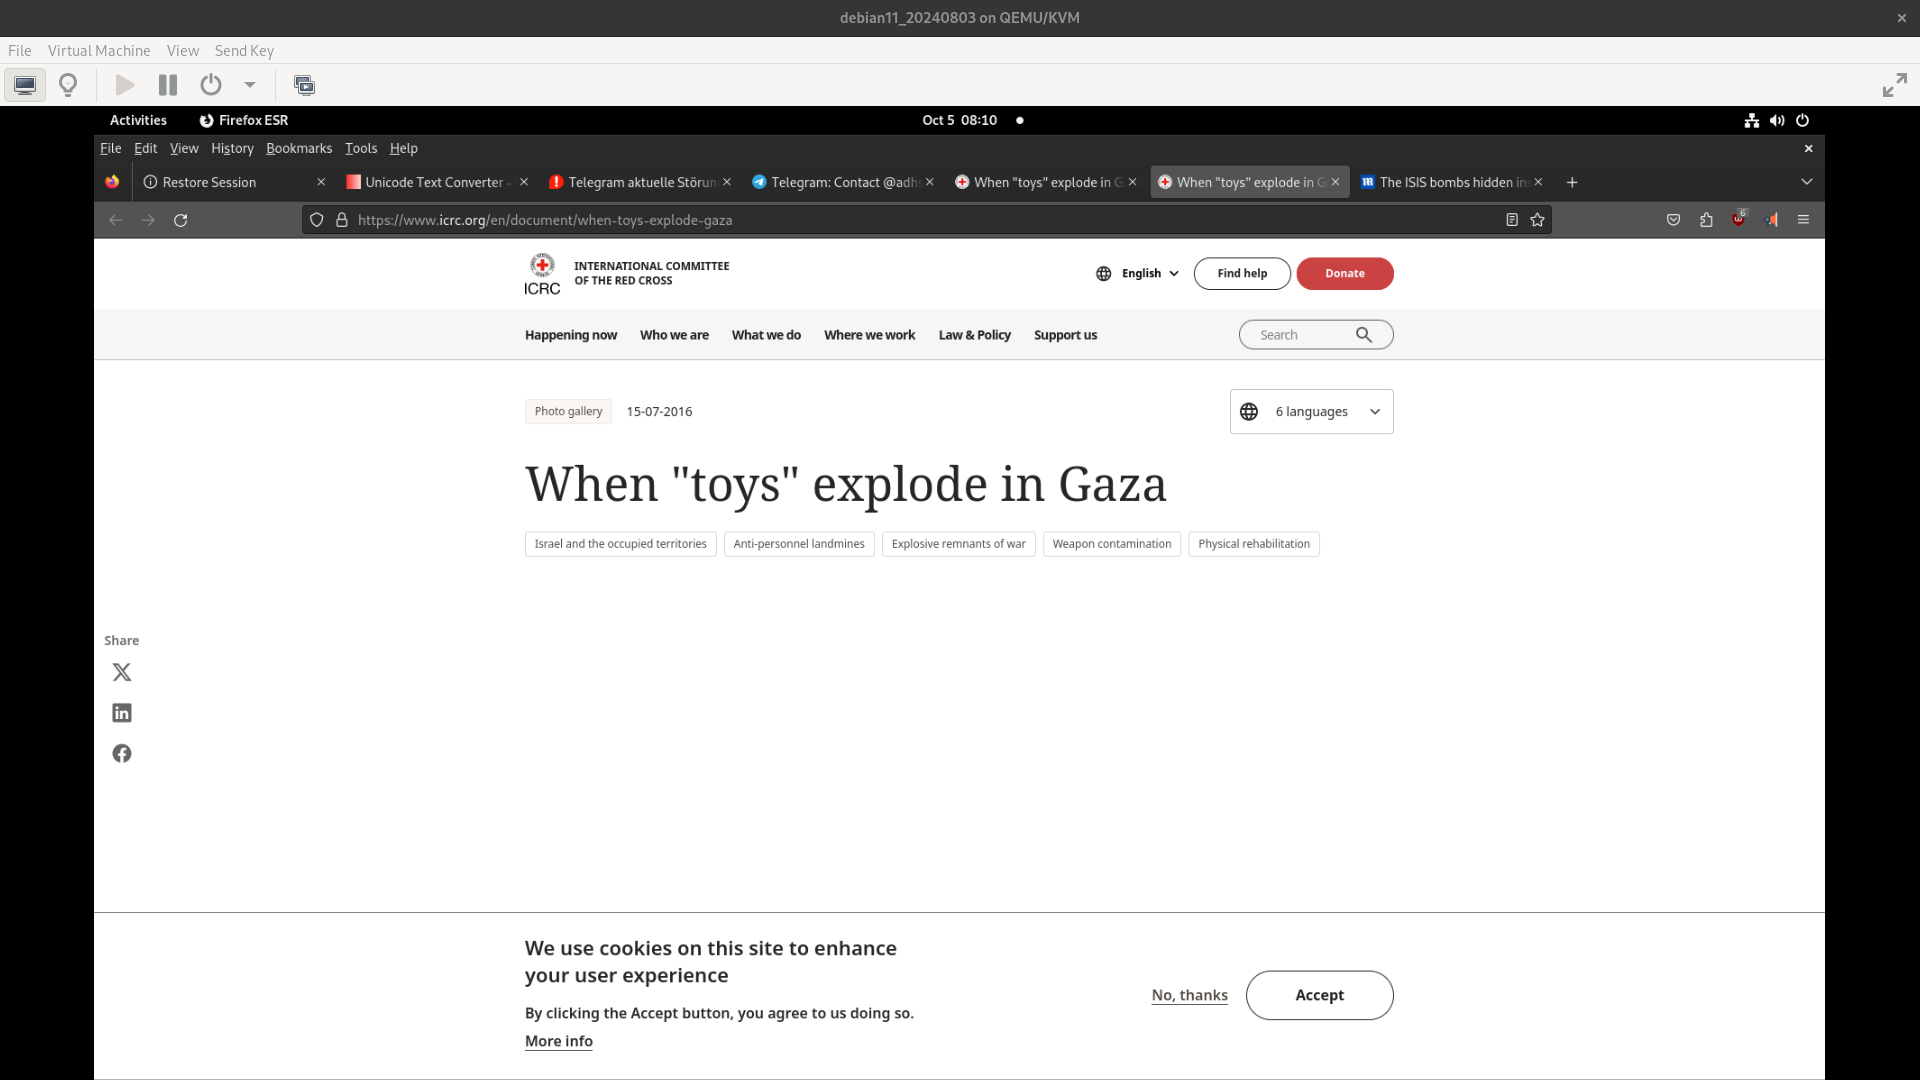 debian11_20240803 on QEMU/KVM
File Virtual Machine View Send Key
Activities Firefox ESR Oct 5 08:10
File Edit View History Bookmarks Tools Help
Restore Session Unicode Text Converter - Telegram aktuelle Störun Telegram: Contact @adhs When "toys" explode in G When "toys" explode in G The ISIS bombs hidden in
https://www.icrc.org/en/document/when-toys-explode-gaza 6
INTERNATIONAL COMMITTEE
OF THE RED CROSS
ICRC
English Find help Donate
Happening now Who we are What we do Where we work Law & Policy Support us Search
Photo gallery 15-07-2016 6 languages
When "toys" explode in Gaza
Israel and the occupied territories Anti-personnel landmines Explosive remnants of war Weapon contamination Physical rehabilitation
Share
We use cookies on this site to enhance
your user experience
By clicking the Accept button, you agree to us doing so.
More info
No, thanks Accept